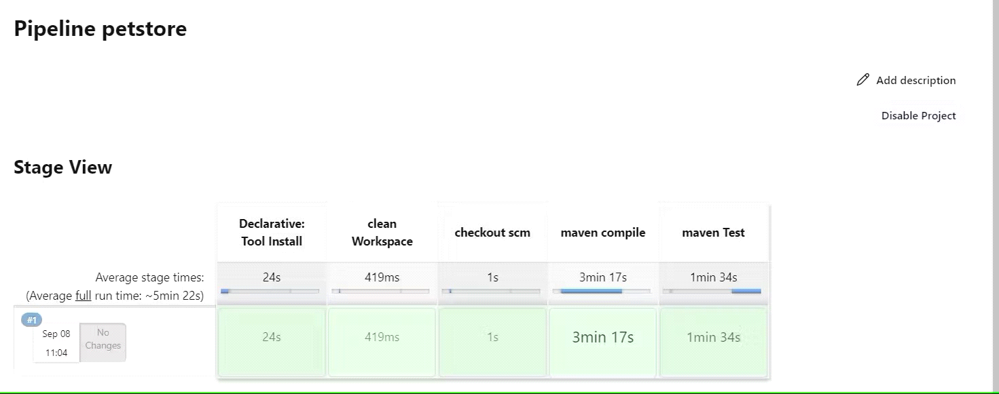 Pipeline petstore
Add description
Disable Project
Stage View
Declarative:
Tool Install
clean
Workspace
checkout scm
maven compile
maven Test
Average stage times:
24s
419ms
1s
3min 17s
1min 34s
(Average full run time: ~5min 22s)
#1
Sep 08
11:04
No
Changes
24s
419ms
1s
3min 17s
1min 34s